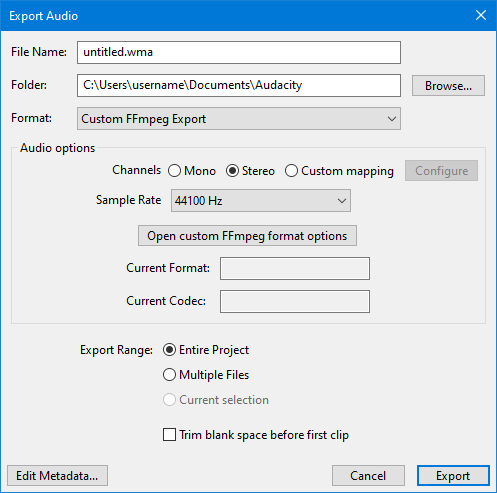 Export Audio
File Name: untitled.wma
Folder: C:\Users\username\Documents\Audacity Browse...
Format: Custom FFmpeg Export
Audio options
Channels Mono Stereo Custom mapping Configure
Sample Rate 44100 Hz
Open custom FFmpeg format options
Current Format:
Current Codec:
Export Range: Entire Project
Multiple Files
Current selection
Trim blank space before first clip
Edit Metadata... Cancel Export